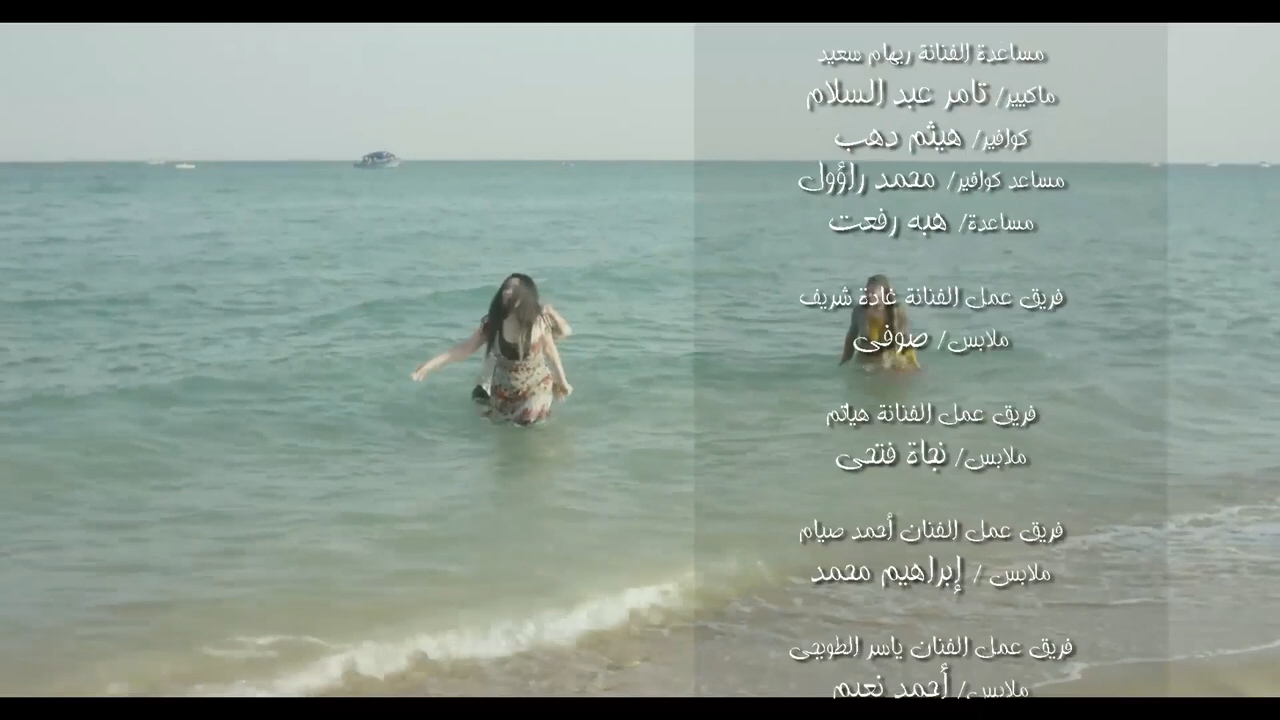 مساعدة الفنانة ريهام سعيد
ماكيير/ تامر عبد السلام
كوافير/ هيثم دهب
مساعد كوافير/ محمد راؤول
مساعدة/ هبه رفعت
فريق عمل الفنانة غادة شريف
ملابس/ صوفى
فريق عمل الفنانة هياتم
ملابس/ نجاة فتحى
فريق عمل الفنان أحمد صيام
ملابس / إبراهيم محمد
فريق عمل الفنان ياسر الطوبجى
ملابس/ أحمد نعيم